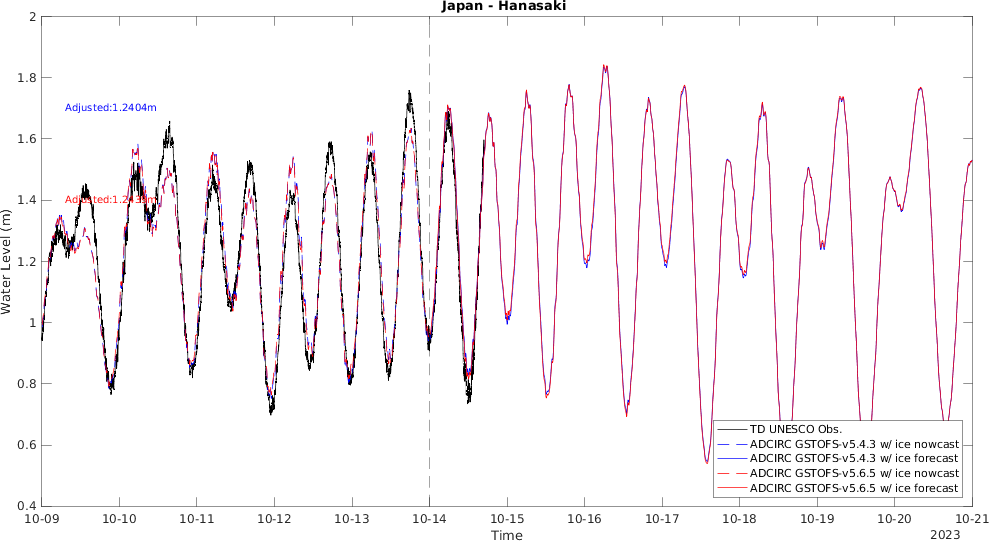 Japan - Hanasaki
2
1.8
1.6
1.4
1.2
1
0.8
0.6
0.4
Water Level (m)
Adjusted:1.2404m
TD UNESCO Obs.
ADCIRC GSTOFS-v5.4.3 w/ ice nowcast
ADCIRC GSTOFS-v5.4.3 w/ ice forecast
ADCIRC GSTOFS-v5.6.5 w/ ice nowcast
ADCIRC GSTOFS-v5.6.5 w/ ice forecast
10-09 10-10 10-11 10-12 10-13 10-14 10-15 10-16 10-17 10-18 10-19 10-20 10-21
Time
2023